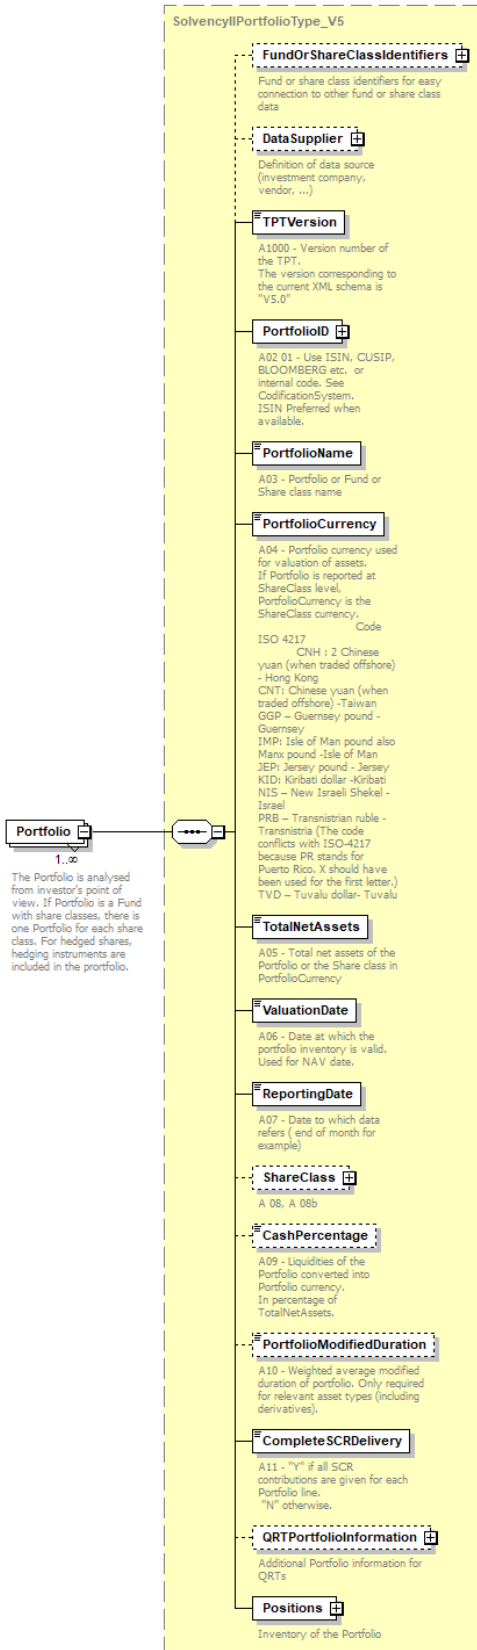 SolvencyIIPortfolioType_V5
FundOrShareClassIdentifiers
Fund or share class identifiers for easy
connection to other fund or share class
data
DataSupplier
Definition of data source
(investment company,
vendor, ...)
TPTVersion
A1000 - Version number of
the TPT.
The version corresponding to
the current XML schema is
"V5.0"
PortfolioID
A02 01 - Use ISIN, CUSIP,
BLOOMBERG etc.  or
internal code. See
CodificationSystem.
ISIN Preferred when
available.
PortfolioName
A03 - Portfolio or Fund or
Share class name
PortfolioCurrency
A04 - Portfolio currency used
for valuation of assets.
If Portfolio is reported at
ShareClass level,
PortfolioCurrency is the
ShareClass currency.
Code
ISO 4217
CNH : 2 Chinese
yuan (when traded offshore)
- Hong Kong
CNT: Chinese yuan (when
traded offshore) -Taiwan
GGP – Guernsey pound -
Guernsey
IMP: Isle of Man pound also
Manx pound -Isle of Man
JEP: Jersey pound - Jersey
KID: Kiribati dollar -Kiribati
NIS – New Israeli Shekel -
Israel
PRB – Transnistrian ruble -
Transnistria (The code
conflicts with ISO-4217
because PR stands for
Puerto Rico. X should have
been used for the first letter.)
TVD – Tuvalu dollar- Tuvalu
Portfolio
1..∞
The Portfolio is analysed
from investor's point of
view. If Portfolio is a Fund
with share classes, there is
one Portfolio for each share
class. For hedged shares,
hedging instruments are
included in the prortfolio.
TotalNetAssets
A05 - Total net assets of the
Portfolio or the Share class in
PortfolioCurrency
ValuationDate
A06 - Date at which the
portfolio inventory is valid.
Used for NAV date.
ReportingDate
A07 - Date to which data
refers ( end of month for
example)
ShareClass
A 08, A 08b
CashPercentage
A09 - Liquidities of the
Portfolio converted into
Portfolio currency.
In percentage of
TotalNetAssets.
PortfolioModifiedDuration
A10 - Weighted average modified
duration of portfolio. Only required
for relevant asset types (including
derivatives).
CompleteSCRDelivery
A11 - "Y" if all SCR
contributions are given for each
Portfolio line.
"N" otherwise.
QRTPortfolioInformation
Additional Portfolio information for
QRTs
Positions
Inventory of the Portfolio